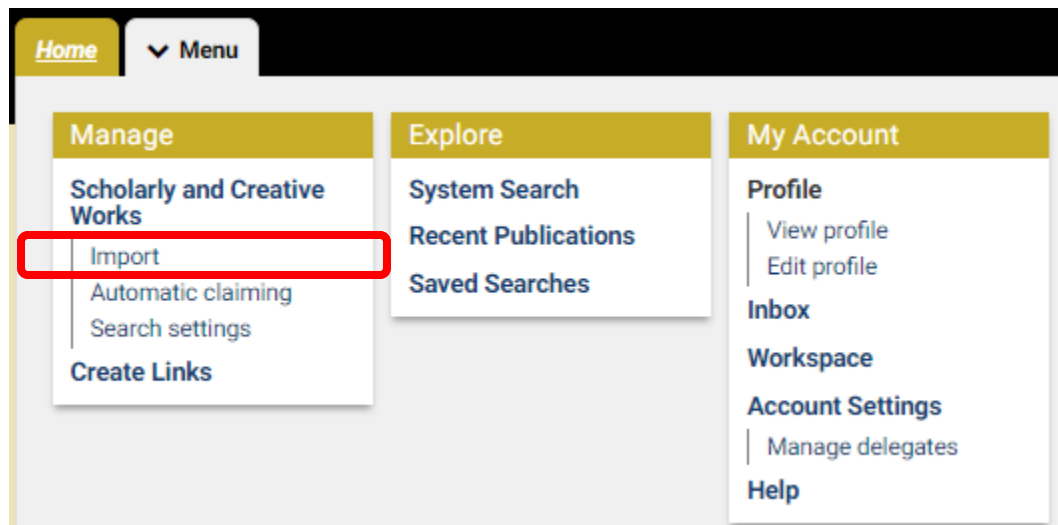 Home
Menu
Manage
Scholarly and Creative
Works
Import
Automatic claiming
Search settings
Create Links
Explore
System Search
Recent Publications
Saved Searches
My Account
Profile
View profile
Edit profile
Inbox
Workspace
Account Settings
Manage delegates
Help